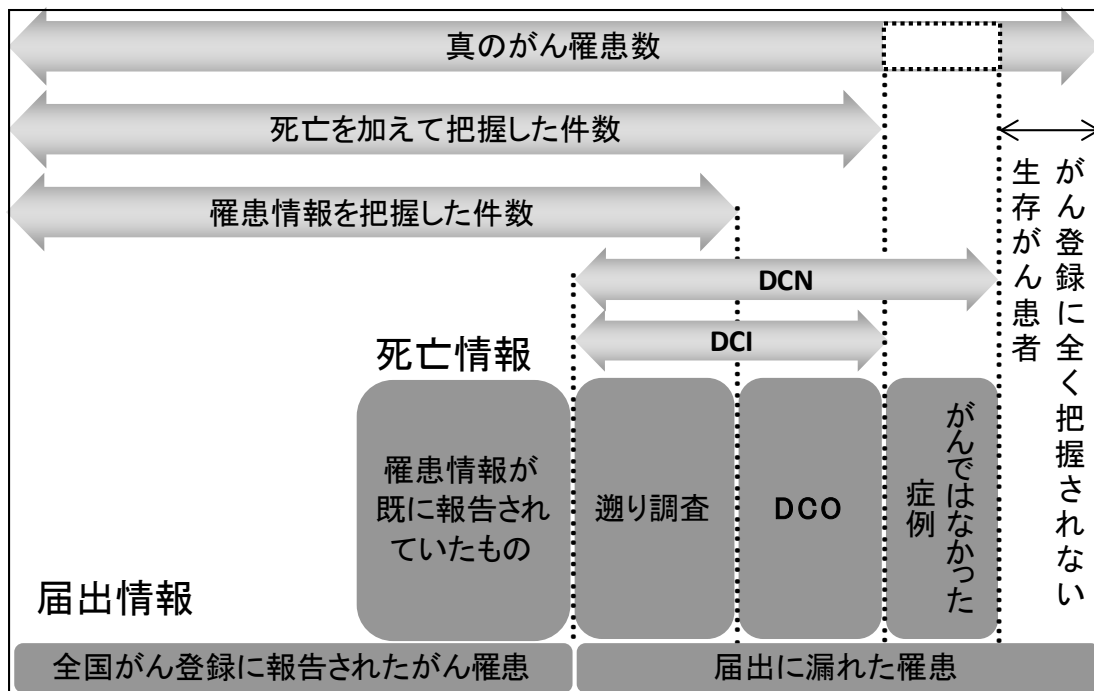 真のがん罹患数
死亡を加えて把握した件数
罹患情報を把握した件数
DCN
DCI
がん登録に全く把握されない
生存がん患者
死亡情報
罹患情報が
既に報告され
ていたもの
遡り調査
DCO
がんではなかった
症例
届出情報
全国がん登録に報告されたがん罹患
届出に漏れた罹患